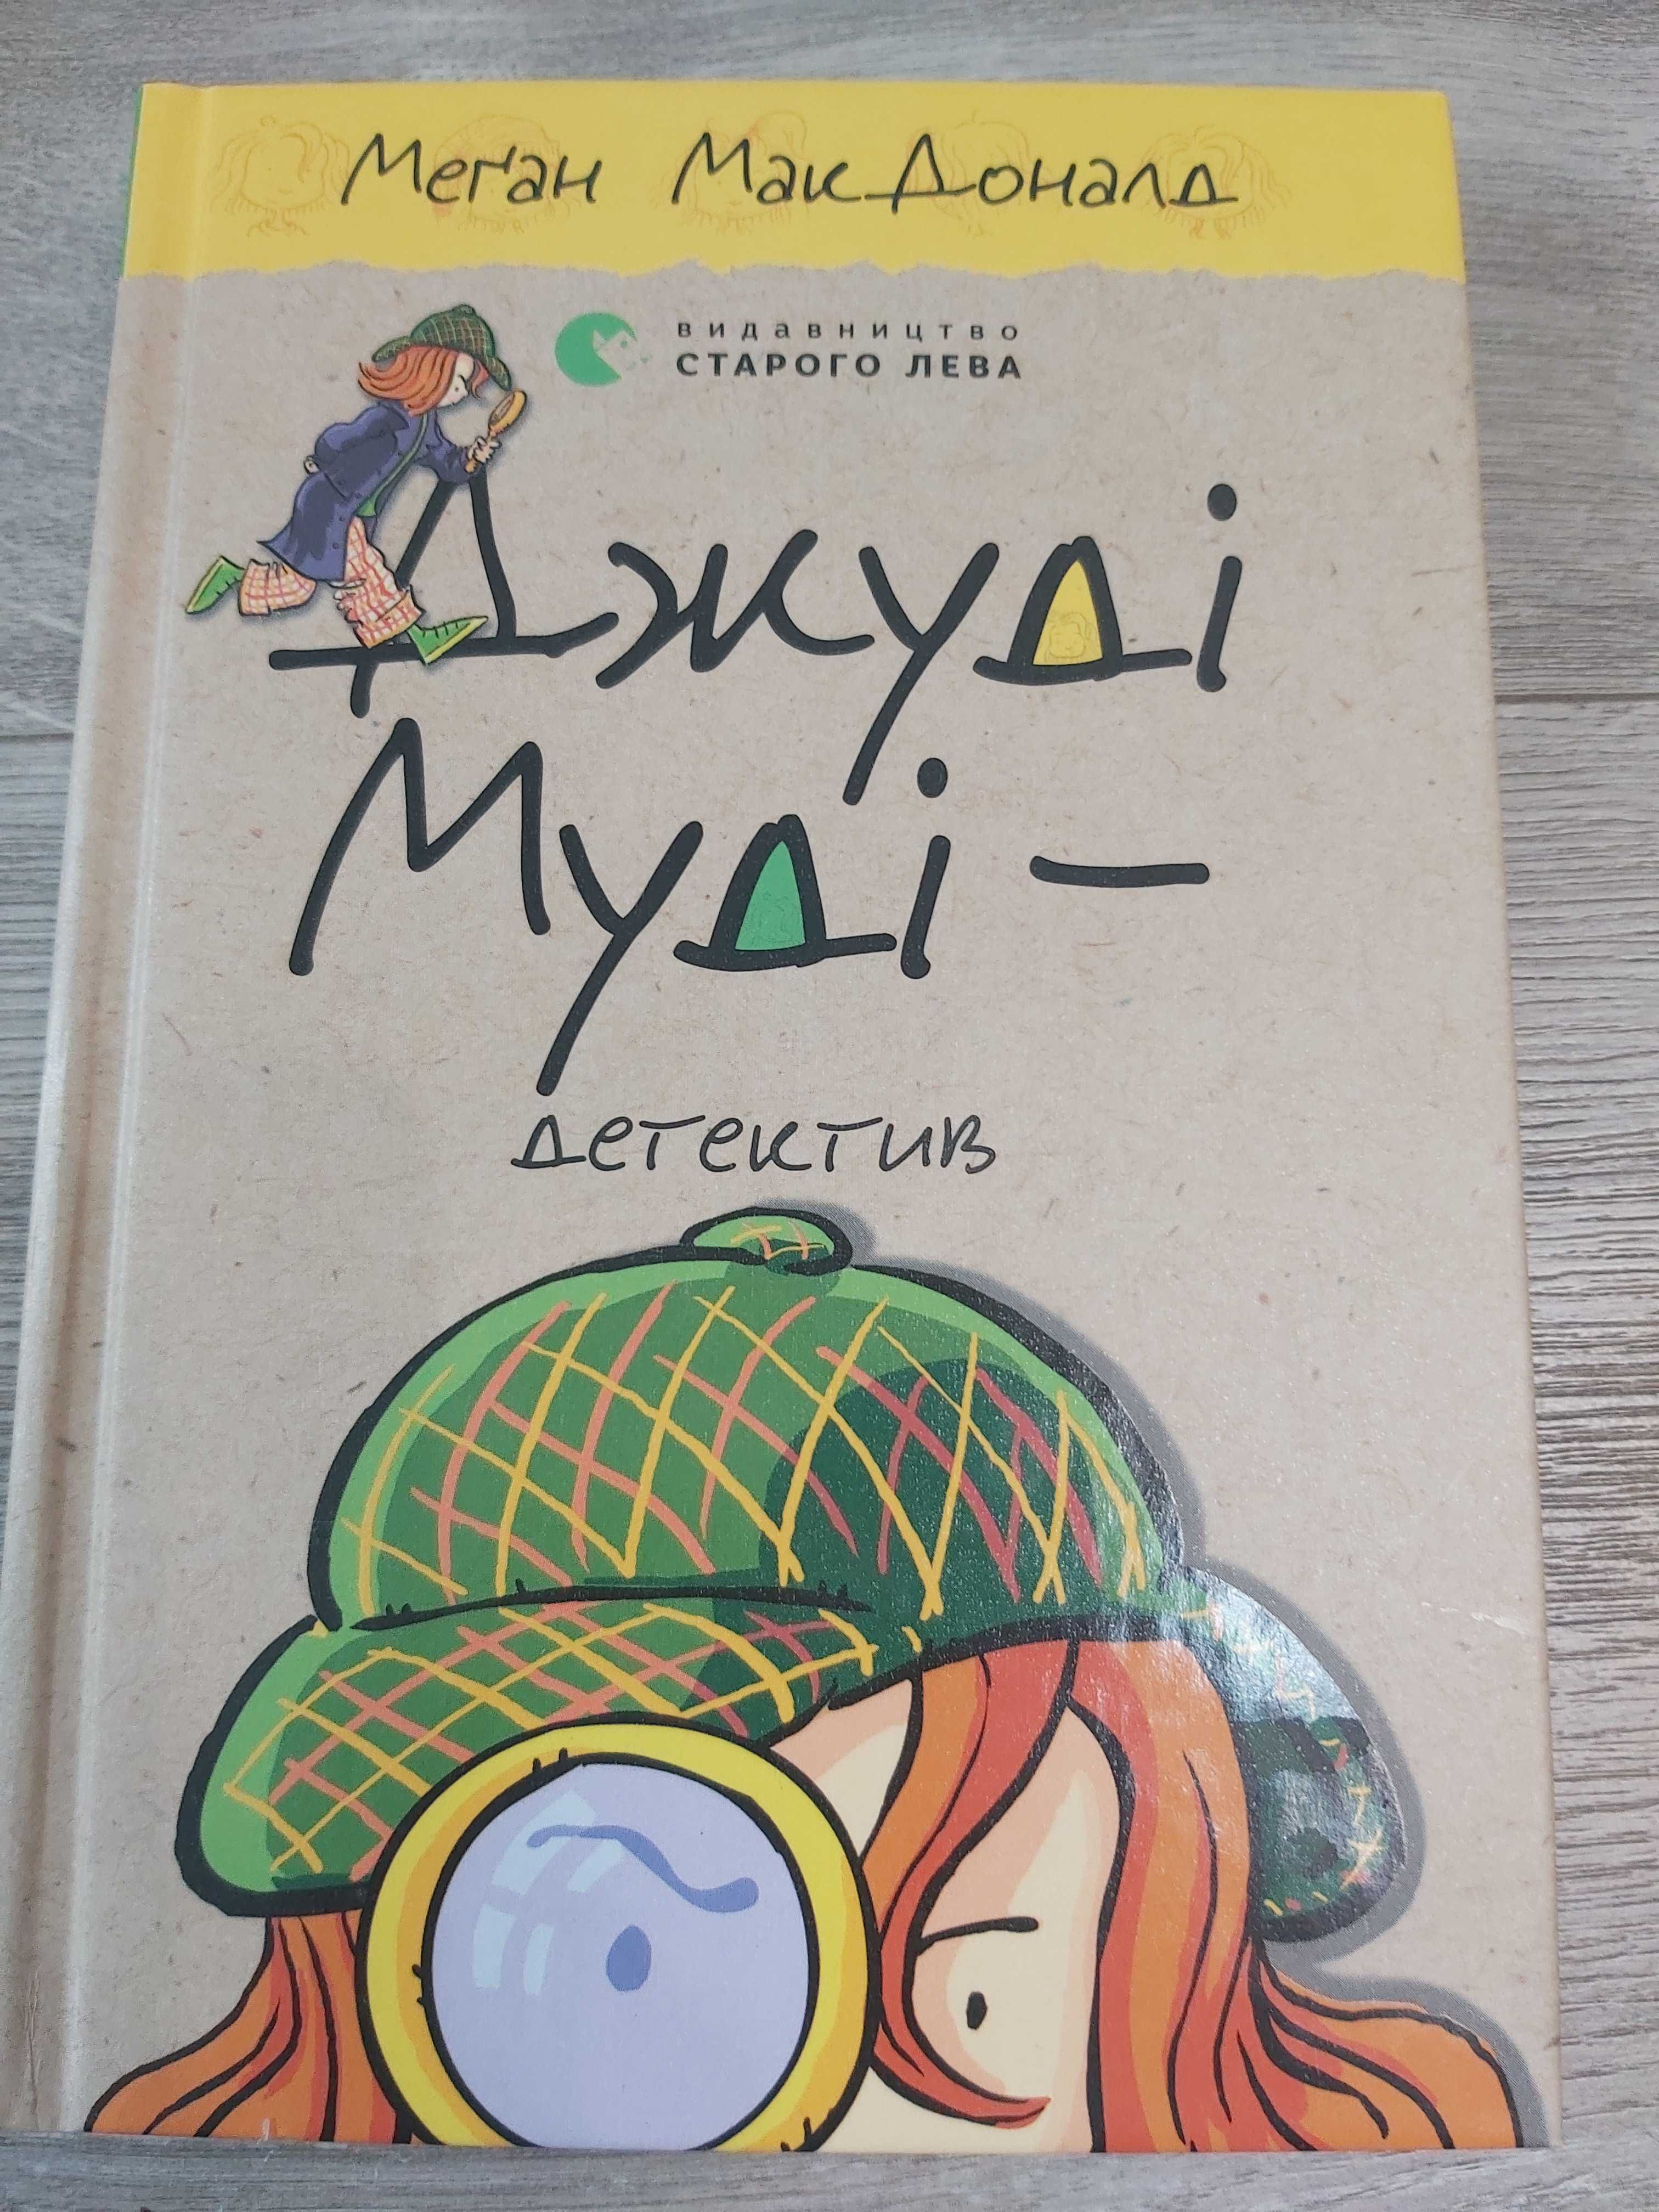 Меґан МакДоналд
видавництво
СТАРОГО ЛЕВА
Джуді
Муді –
детектив